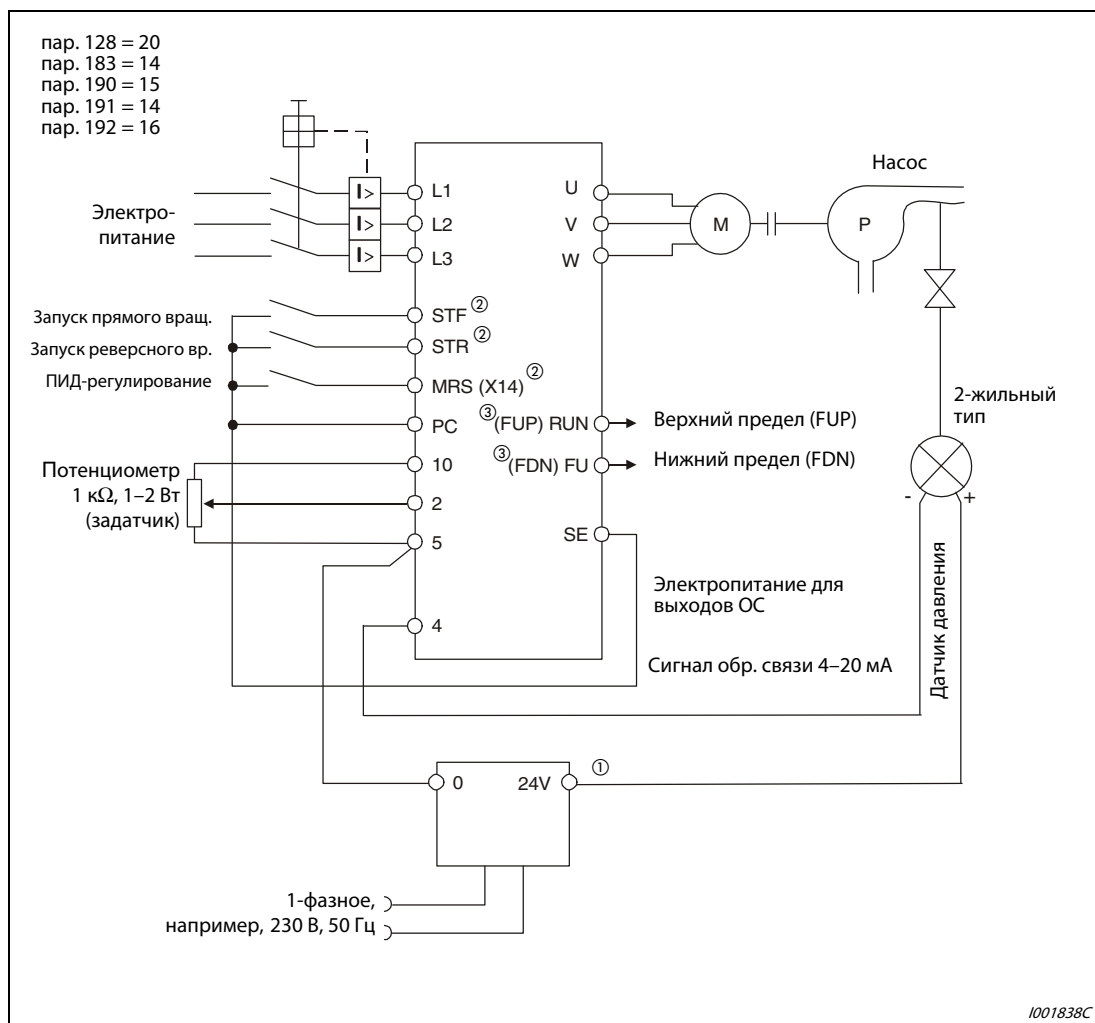 пар. 128 = 20
пар. 183 = 14
пар. 190 = 15
пар. 191 = 14
пар. 192 = 16
Насос
Электро-
питание
I>
I>
I>
L1
L2
L3
U
V
W
M
P
Запуск прямого вращ.
STF ②
Запуск реверсного вр.
STR ②
ПИД-регулирование
MRS (X14) ②
2-жильный
тип
PC
③(FUP) RUN
Верхний предел (FUP)
10
③(FDN) FU
Нижний предел (FDN)
Потенциометр
1 kΩ, 1–2 Вт
(задатчик)
2
5
- +
SE
Электропитание для
выходов ОС
Датчик давления
4
Сигнал обр. связи 4–20 мА
0
24V
①
1-фазное,
например, 230 В, 50 Гц
I001838C